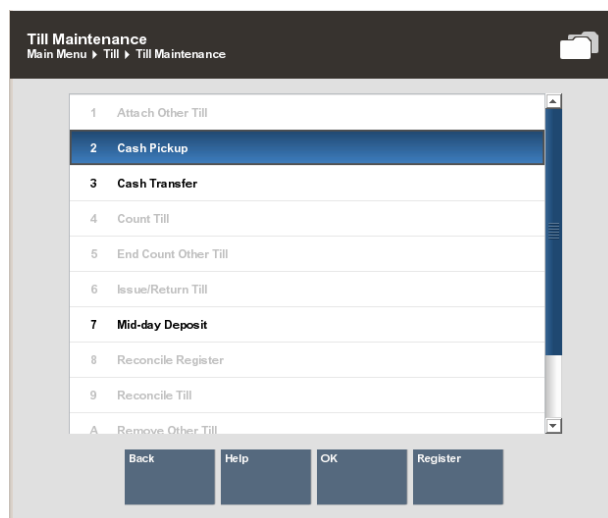 Till Maintenance
Main Menu ▸ Till ▸ Till Maintenance
1 Attach Other Till
2 Cash Pickup
3 Cash Transfer
4 Count Till
5 End Count Other Till
6 Issue/Return Till
7 Mid-day Deposit
8 Reconcile Register
9 Reconcile Till
A Remove Other Till
Back Help OK Register